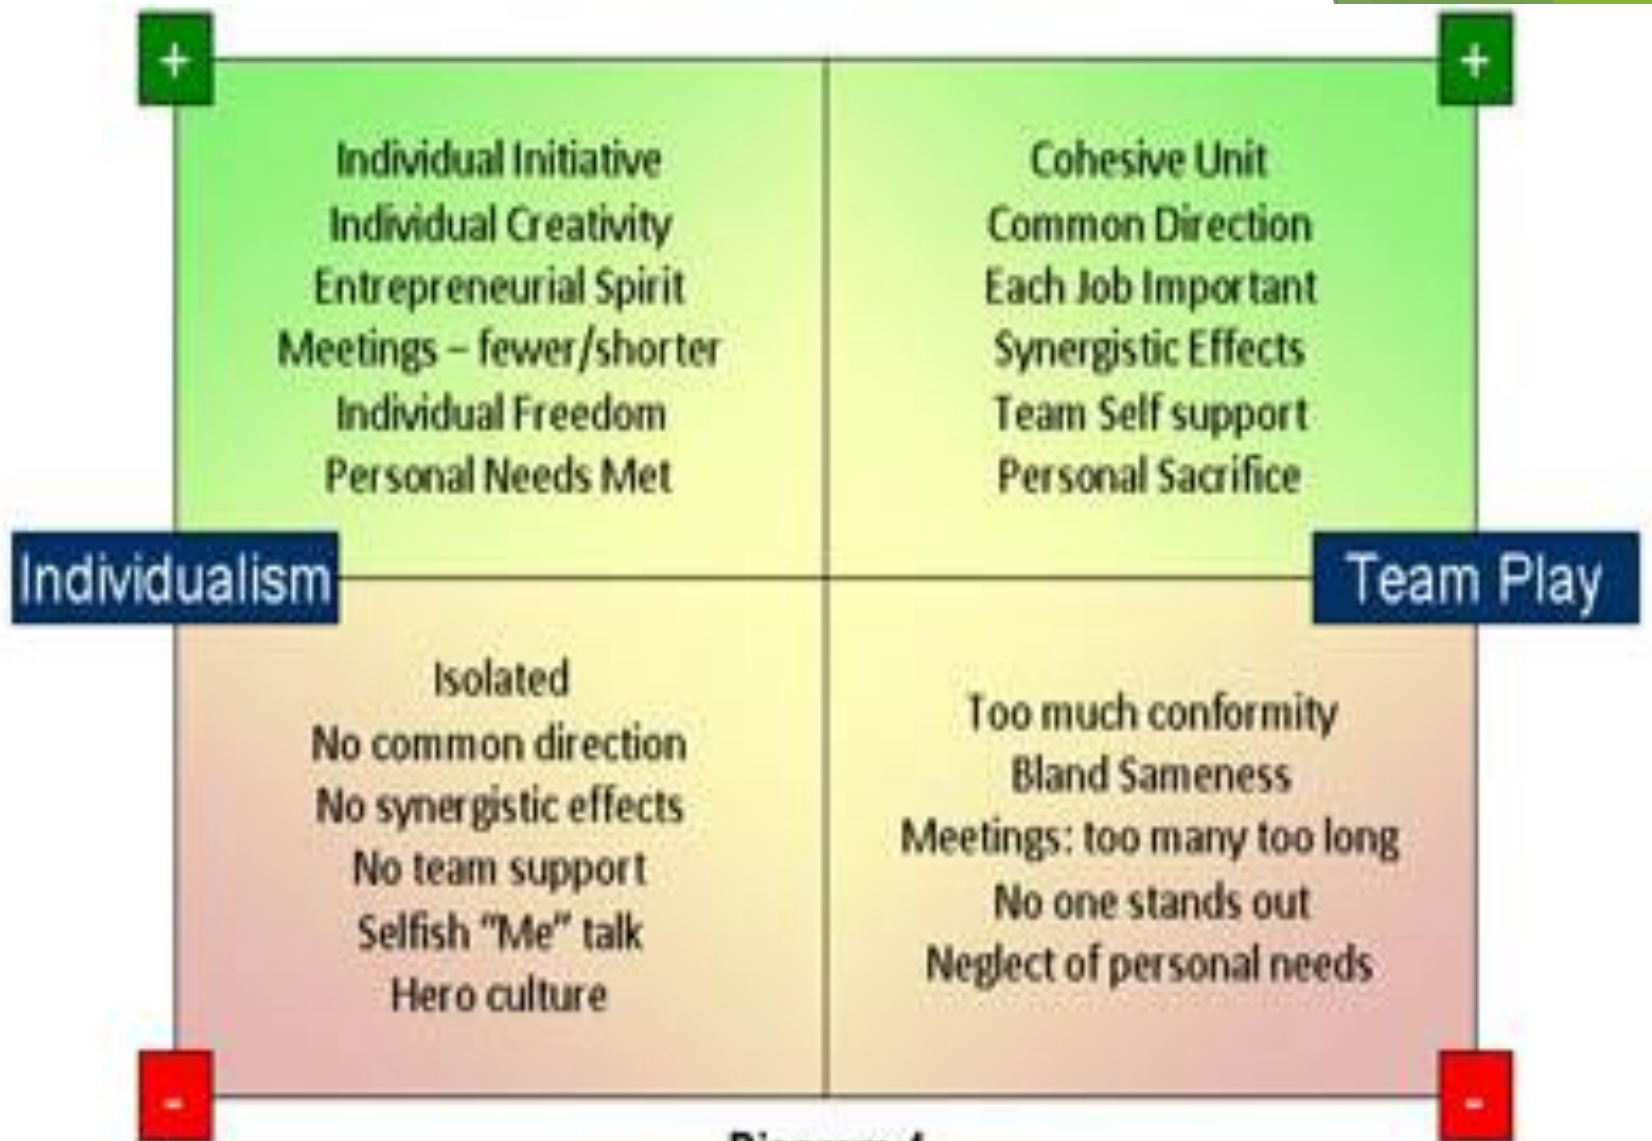 +
+
Individual Initiative
Individual Creativity
Entrepreneurial Spirit
Meetings – fewer/shorter
Individual Freedom
Personal Needs Met
Cohesive Unit
Common Direction
Each Job Important
Synergistic Effects
Team Self support
Personal Sacrifice
Individualism
Team Play
Isolated
No common direction
No synergistic effects
No team support
Selfish “Me” talk
Hero culture
Too much conformity
Bland Sameness
Meetings: too many too long
No one stands out
Neglect of personal needs
-
-